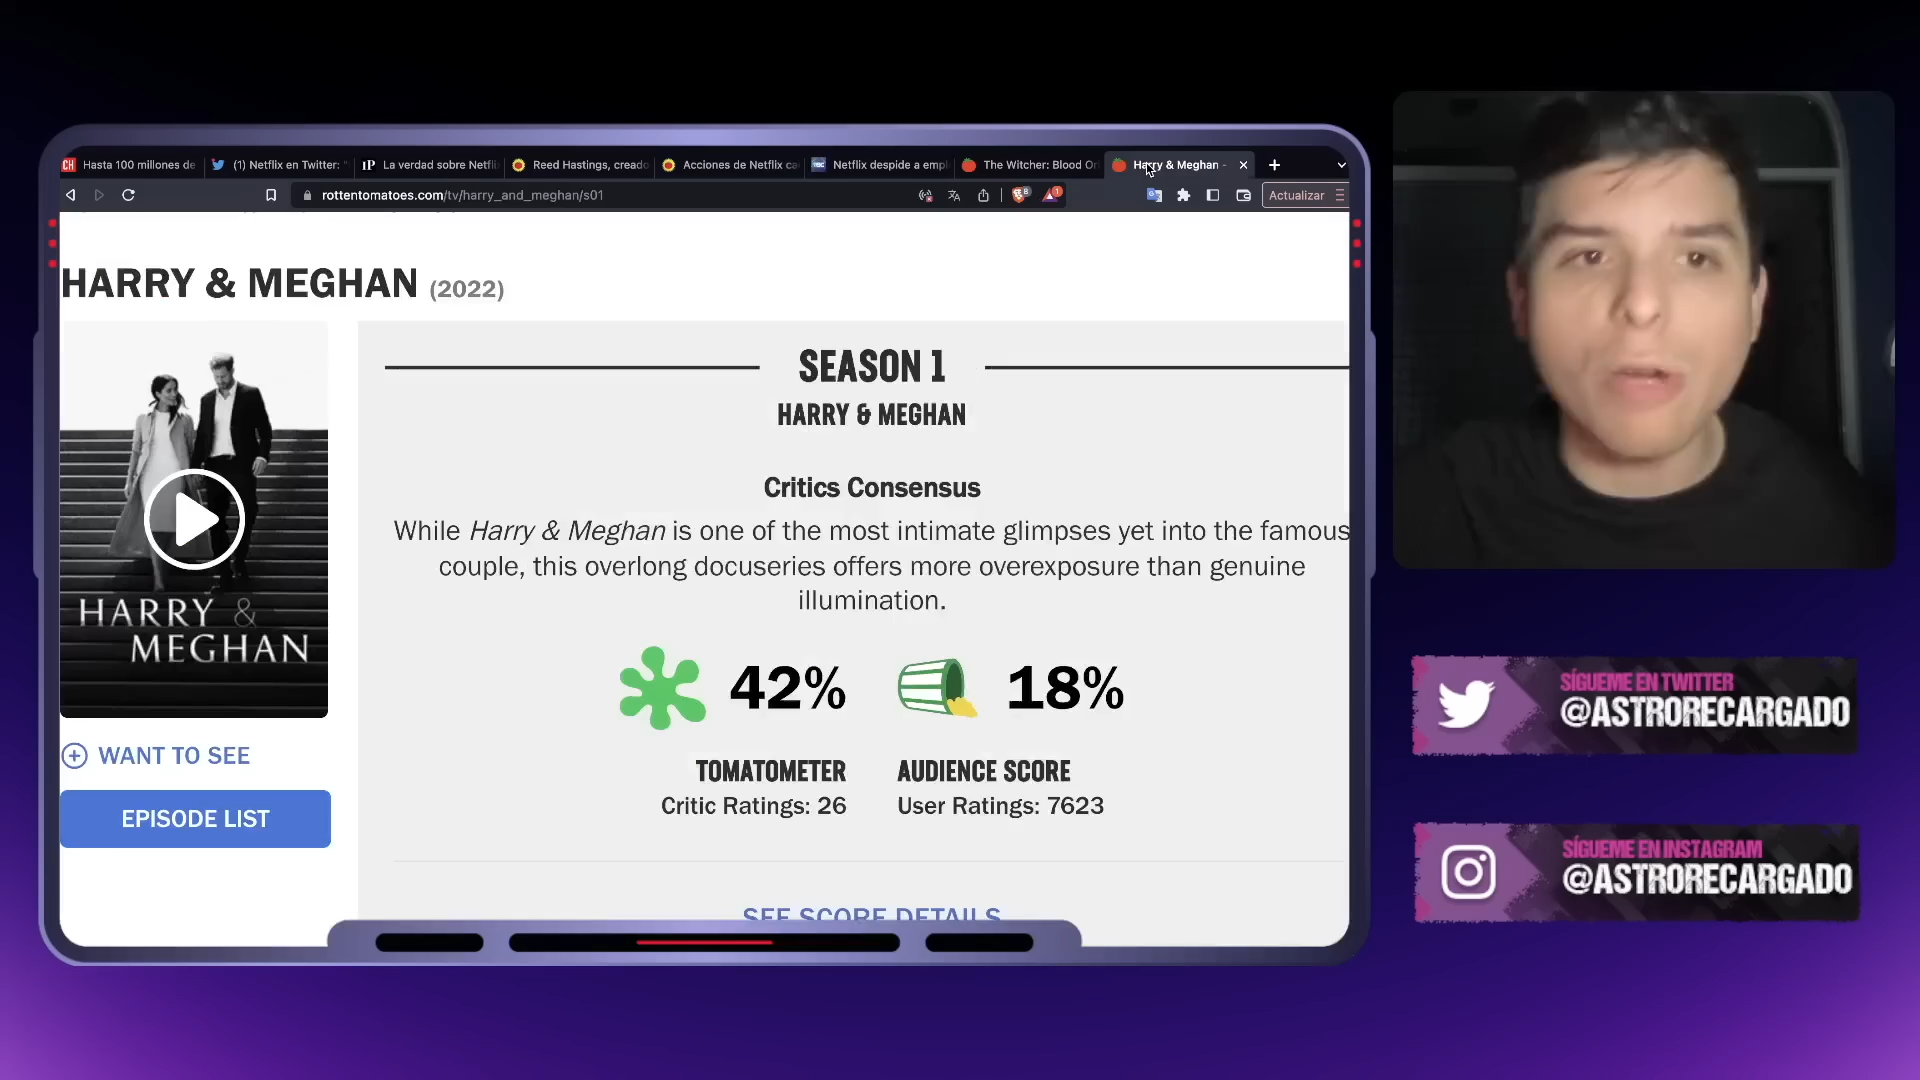 CH Hasta 100 millones de
(1) Netflix en Twitter: "
IP La verdad sobre Netfli
Reed Hastings, creado
Acciones de Netflix ca
Netflix despide a empl
The Witcher: Blood Ori
Harry & Meghan -
rottentomatoes.com/tv/harry_and_meghan/s01
8
1
Actualizar
HARRY & MEGHAN (2022)
HARRY &
MEGHAN
WANT TO SEE
EPISODE LIST
SEASON 1
HARRY & MEGHAN
Critics Consensus
While Harry & Meghan is one of the most intimate glimpses yet into the famous
couple, this overlong docuseries offers more overexposure than genuine
illumination.
42% 18%
TOMATOMETER AUDIENCE SCORE
Critic Ratings: 26 User Ratings: 7623
SEE SCORE DETAILS
SÍGUEME EN TWITTER
@ASTRORECARGADO
SÍGUEME EN INSTAGRAM
@ASTRORECARGADO